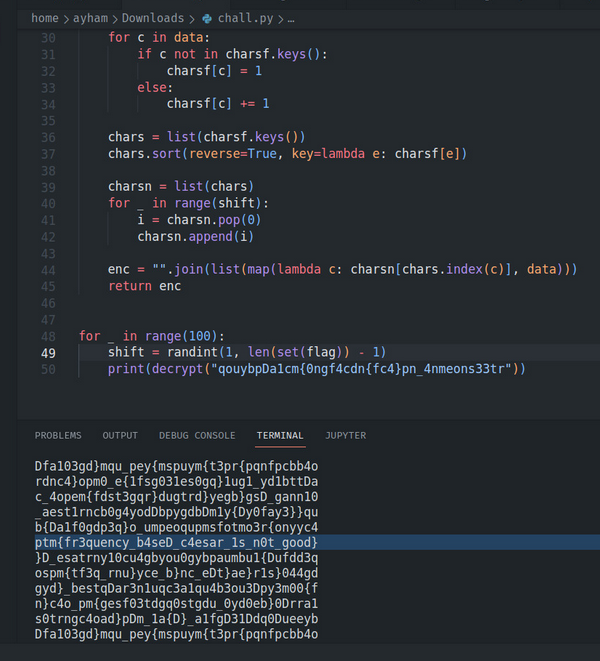 home > ayham > Downloads > chall.py > ...
30 for c in data:
31 if c not in charsf.keys():
32 charsf[c] = 1
33 else:
34 charsf[c] += 1
35
36 chars = list(charsf.keys())
37 chars.sort(reverse=True, key=lambda e: charsf[e])
38
39 charsn = list(chars)
40 for _ in range(shift):
41 i = charsn.pop(0)
42 charsn.append(i)
43
44 enc = "".join(list(map(lambda c: charsn[chars.index(c)], data)))
45 return enc
46
47
48 for _ in range(100):
49 shift = randint(1, len(set(flag)) - 1)
50 print(decrypt("qouybpDa1cm{0ngf4cdn{fc4}pn_4nmeons33tr"))
PROBLEMS OUTPUT DEBUG CONSOLE TERMINAL JUPYTER
Dfa103gd}mqu_pey{mspuym{t3pr{pqnfpcbb4o
rdnc4}opm0_e{1fsg031es0gq}1ug1_yd1bttDa
c_4opem{fdst3gqr}dugtrd}yegb}gsD_gann10
_aest1rncb0g4yodDbpygdbDm1y{Dy0fay3}}qu
b{Da1f0gdp3q}o_umpeoqupmsfotmo3r{onyyc4
ptm{fr3quency_b4seD_c4esar_1s_n0t_good}
}D_esatrny10cu4gbyou0gybpaumbu1{Dufdd3q
ospm{tf3q_rnu}yce_b}nc_eDt}ae}r1s}044gd
gyd}_bestqDar3n1uqc3a1qu4b3ou3Dpy3m00{f
n}c4o_pm{gesf03tdgq0stgdu_0yd0eb}0Drra1
s0trngc4oad}pDm_1a{D}_a1fgD31Ddq0Dueeyb
Dfa103gd}mqu_pey{mspuym{t3pr{pqnfpcbb4o